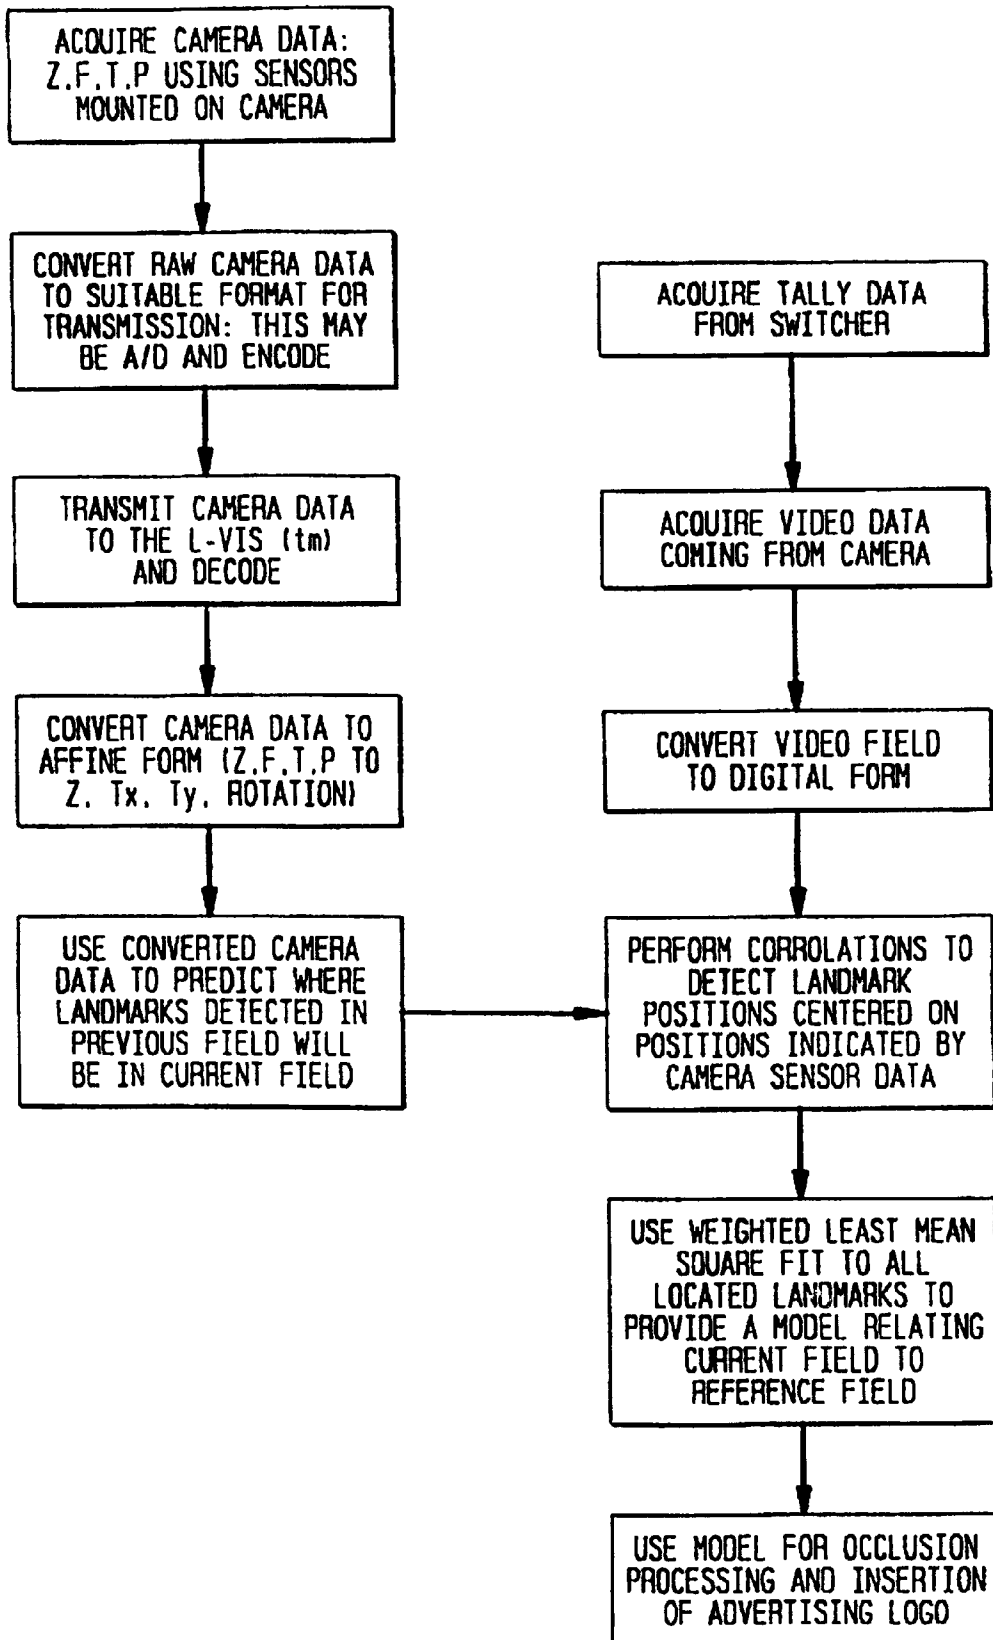 ACQUIRE CAMERA DATA:
Z,F,T,P USING SENSORS
MOUNTED ON CAMERA
CONVERT RAW CAMERA DATA
TO SUITABLE FORMAT FOR
TRANSMISSION: THIS MAY
BE A/D AND ENCODE
TRANSMIT CAMERA DATA
TO THE L-VIS (tm)
AND DECODE
CONVERT CAMERA DATA TO
AFFINE FORM (Z,F,T,P TO
Z, Tx, Ty, ROTATION)
USE CONVERTED CAMERA
DATA TO PREDICT WHERE
LANDMARKS DETECTED IN
PREVIOUS FIELD WILL
BE IN CURRENT FIELD
ACQUIRE TALLY DATA
FROM SWITCHER
ACQUIRE VIDEO DATA
COMING FROM CAMERA
CONVERT VIDEO FIELD
TO DIGITAL FORM
PERFORM CORROLATIONS TO
DETECT LANDMARK
POSITIONS CENTERED ON
POSITIONS INDICATED BY
CAMERA SENSOR DATA
USE WEIGHTED LEAST MEAN
SQUARE FIT TO ALL
LOCATED LANDMARKS TO
PROVIDE A MODEL RELATING
CURRENT FIELD TO
REFERENCE FIELD
USE MODEL FOR OCCLUSION
PROCESSING AND INSERTION
OF ADVERTISING LOGO